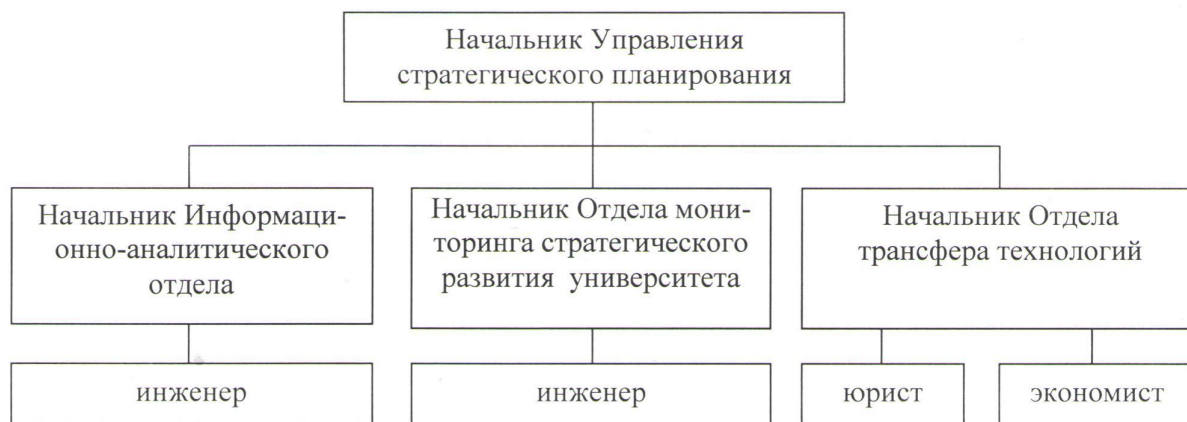 Начальник Управления
стратегического планирования
Начальник Информаци-
онно-аналитического
отдела
Начальник Отдела мони-
торинга стратегического
развития университета
Начальник Отдела
трансфера технологий
инженер
инженер
юрист
экономист